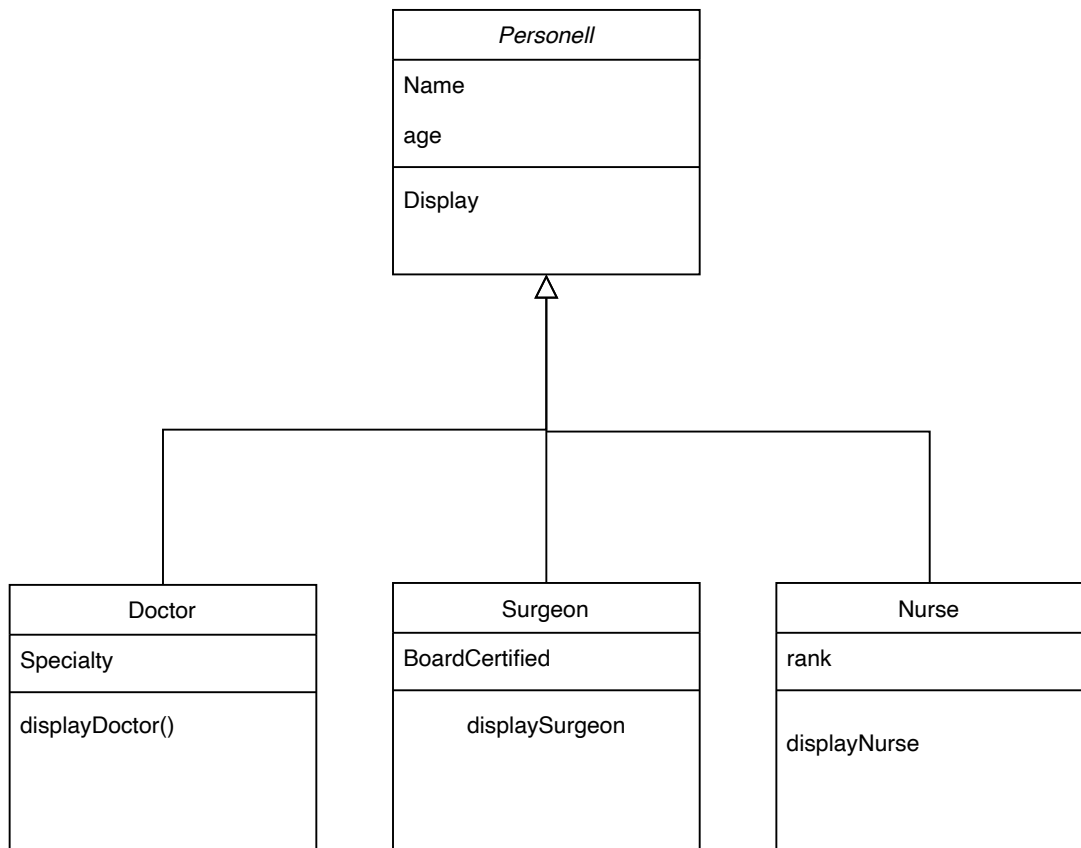 Personell
Name
age
Display
Doctor
Specialty
displayDoctor()
Surgeon
BoardCertified
displaySurgeon
Nurse
rank
displayNurse